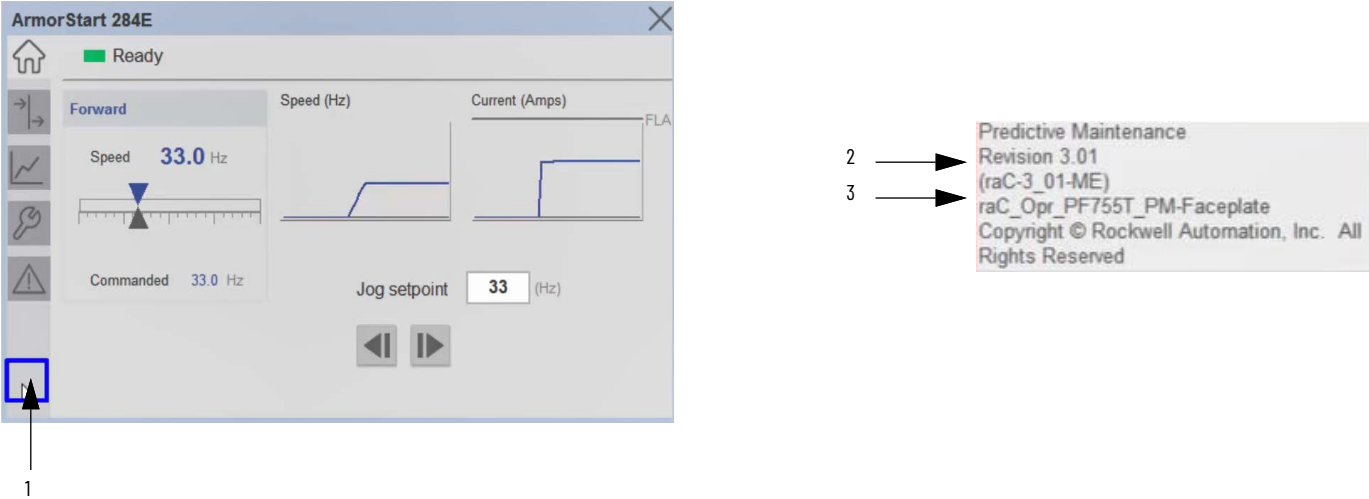 ArmorStart 284E
Ready
Forward
Speed 33.0 Hz
Commanded 33.0 Hz
Speed (Hz)
Current (Amps)
FLA
Jog setpoint 33 (Hz)
1
2
3
Predictive Maintenance
Revision 3.01
(raC-3_01-ME)
raC_Opr_PF755T_PM-Faceplate
Copyright © Rockwell Automation, Inc. All
Rights Reserved